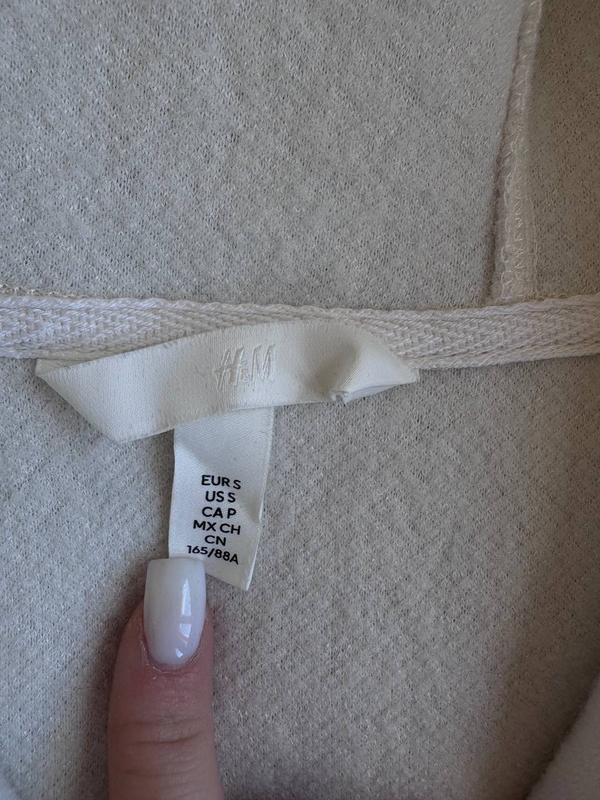 H&M
EUR S
US S
CA P
MX CH
CN
165/88A